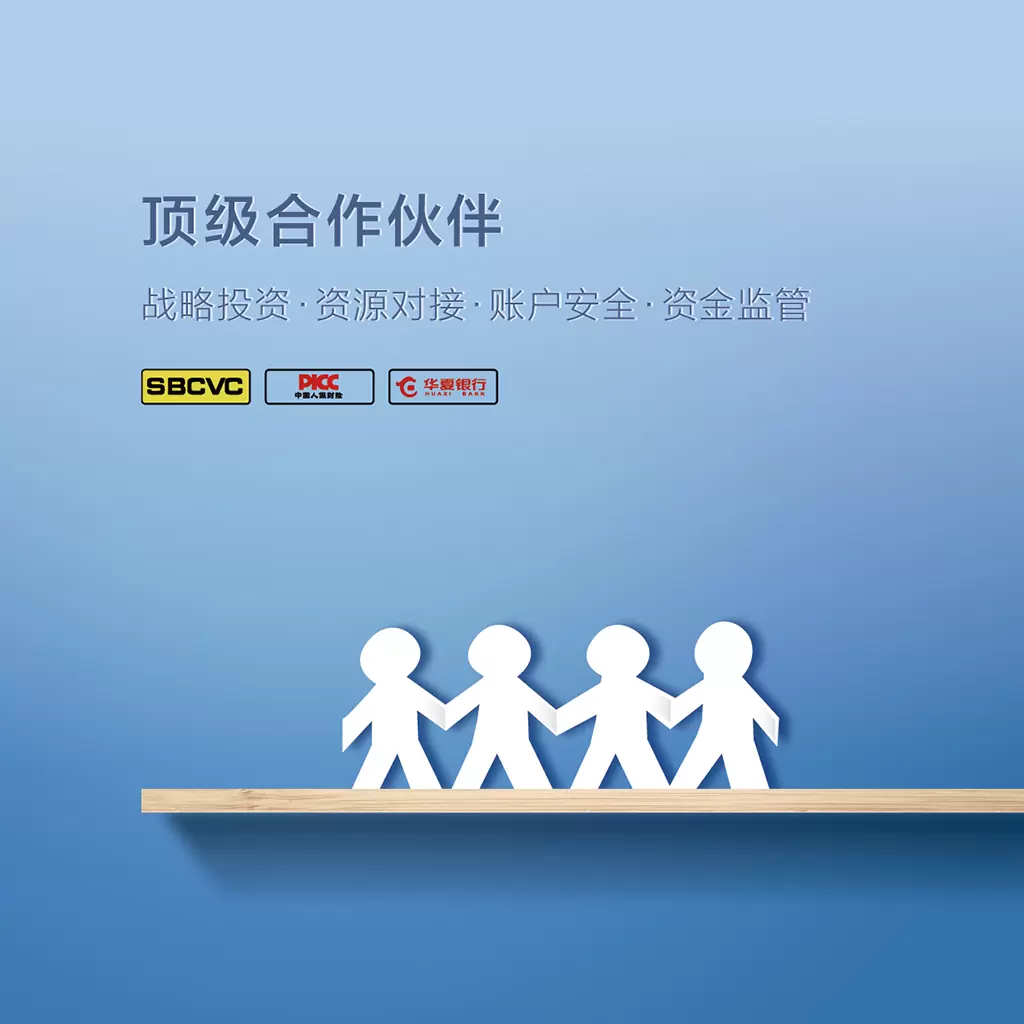 顶级合作伙伴
战略投资·资源对接·账户安全·资金监管
SBCVC
PICC
中国人保财险
华夏银行
HUAXI BANK